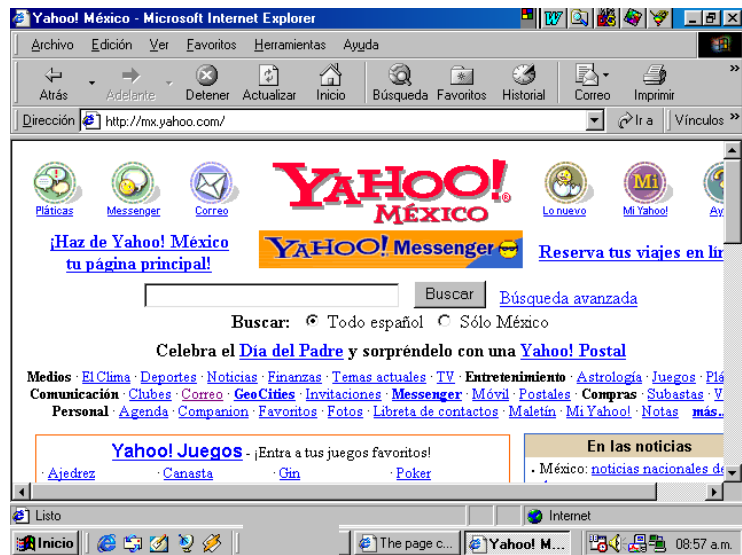 Yahoo! México - Microsoft Internet Explorer
Archivo Edición Ver Favoritos Herramientas Ayuda
Atrás Adelante Detener Actualizar Inicio Búsqueda Favoritos Historial Correo Imprimir
Dirección http://mx.yahoo.com/ Ir a Vínculos
Pláticas Messenger Correo YAHOO! MÉXICO Lo nuevo Mi Mi Yahoo! Ay
¡Haz de Yahoo! México tu página principal!
YAHOO! Messenger
Reserva tus viajes en lír
Buscar Búsqueda avanzada
Buscar: Todo español Sólo México
Celebra el Día del Padre y sorpréndelo con una Yahoo! Postal
Medios · El Clima · Deportes · Noticias · Finanzas · Temas actuales · TV · Entretenimiento · Astrología · Juegos · Plá
Comunicación · Clubes · Correo · GeoCities · Invitaciones · Messenger · Móvil · Postales · Compras · Subastas · V
Personal · Agenda · Companion · Favoritos · Fotos · Libreta de contactos · Maletín · Mi Yahoo! · Notas más..
Yahoo! Juegos - ¡Entra a tus juegos favoritos!
· Ajedrez · Canasta · Gin · Poker
En las noticias
· México: noticias nacionales de
Listo Internet
Inicio The page c... Yahoo! M... 08:57 a.m.